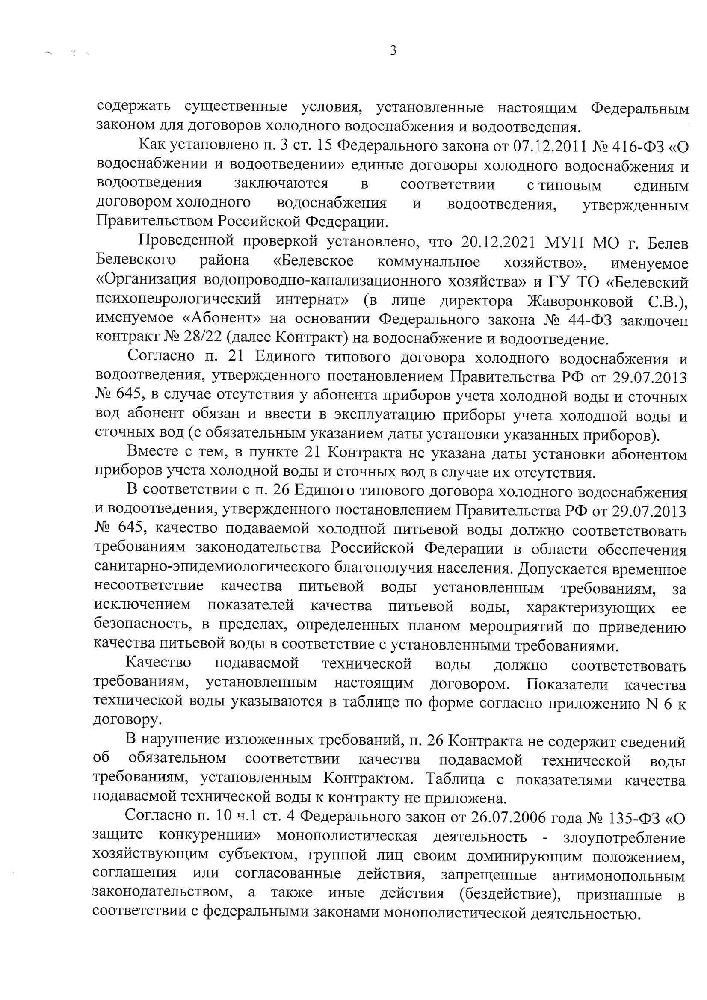 3
содержать существенные условия, установленные настоящим Федеральным
законом для договоров холодного водоснабжения и водоотведения.
Как установлено п. 3 ст. 15 Федерального закона от 07.12.2011 № 416-ФЗ «О
водоснабжении и водоотведении» единые договоры холодного водоснабжения и
водоотведения заключаются в соответствии с типовым единым
договором холодного водоснабжения и водоотведения, утвержденным
Правительством Российской Федерации.
Проведенной проверкой установлено, что 20.12.2021 МУП МО г. Белев
Белевского района «Белевское коммунальное хозяйство», именуемое
«Организация водопроводно-канализационного хозяйства» и ГУ ТО «Белевский
психоневрологический интернат» (в лице директора Жаворонковой С.В.),
именуемое «Абонент» на основании Федерального закона № 44-ФЗ заключен
контракт № 28/22 (далее Контракт) на водоснабжение и водоотведение.
Согласно п. 21 Единого типового договора холодного водоснабжения и
водоотведения, утвержденного постановлением Правительства РФ от 29.07.2013
№ 645, в случае отсутствия у абонента приборов учета холодной воды и сточных
вод абонент обязан и ввести в эксплуатацию приборы учета холодной воды и
сточных вод (с обязательным указанием даты установки указанных приборов).
Вместе с тем, в пункте 21 Контракта не указана даты установки абонентом
приборов учета холодной воды и сточных вод в случае их отсутствия.
В соответствии с п. 26 Единого типового договора холодного водоснабжения
и водоотведения, утвержденного постановлением Правительства РФ от 29.07.2013
№ 645, качество подаваемой холодной питьевой воды должно соответствовать
требованиям законодательства Российской Федерации в области обеспечения
санитарно-эпидемиологического благополучия населения. Допускается временное
несоответствие качества питьевой воды установленным требованиям, за
исключением показателей качества питьевой воды, характеризующих ее
безопасность, в пределах, определенных планом мероприятий по приведению
качества питьевой воды в соответствие с установленными требованиями.
Качество подаваемой технической воды должно соответствовать
требованиям, установленным настоящим договором. Показатели качества
технической воды указываются в таблице по форме согласно приложению N 6 к
договору.
В нарушение изложенных требований, п. 26 Контракта не содержит сведений
об обязательном соответствии качества подаваемой технической воды
требованиям, установленным Контрактом. Таблица с показателями качества
подаваемой технической воды к контракту не приложена.
Согласно п. 10 ч.1 ст. 4 Федерального закон от 26.07.2006 года № 135-ФЗ «О
защите конкуренции» монополистическая деятельность - злоупотребление
хозяйствующим субъектом, группой лиц своим доминирующим положением,
соглашения или согласованные действия, запрещенные антимонопольным
законодательством, а также иные действия (бездействие), признанные в
соответствии с федеральными законами монополистической деятельностью.